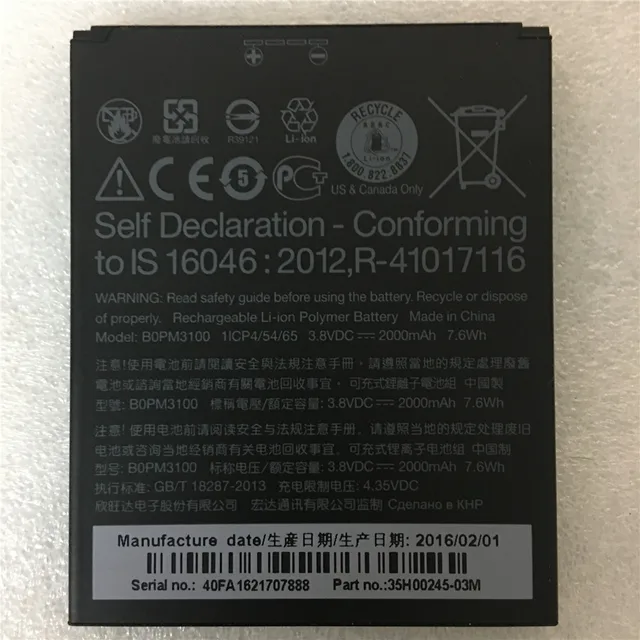 + −
廢電池請回收 R39121 Li-ion RECYCLE RBRC Li-ion 1.800.822.8837
US & Canada Only
CE 5
Self Declaration - Conforming
to IS 16046 : 2012,R-41017116
WARNING: Read safety guide before using the battery. Recycle or dispose
of properly. Rechargeable Li-ion Polymer Battery Made in China
Model: B0PM3100 1ICP4/54/65 3.8VDC⎓ 2000mAh 7.6Wh
注意!使用電池前請閱讀安全與法規注意手冊，請遵照當地的規定處理廢舊
電池或諮詢當地經銷商有關電池回收事宜，可充式鋰離子電池組 中國製
型號: B0PM3100 標稱電壓/額定容量: 3.8VDC⎓ 2000mAh 7.6Wh
注意!使用电池前请阅读安全与法规注意手册，请遵照当地的规定处理废旧
电池或咨询当地经销商有关电池回收事宜，可充式锂离子电池组 中国制
型号: B0PM3100 标称电压/额定容量: 3.8VDC⎓ 2000mAh 7.6Wh
执行标准: GB/T 18287-2013 充电限制电压: 4.35VDC
欣旺达电子股份有限公司 宏达通讯有限公司监制 Сделано в КНР
Manufacture date/生產日期/生产日期: 2016/02/01
Serial no.: 40FA1621707888 Part no.:35H00245-03M